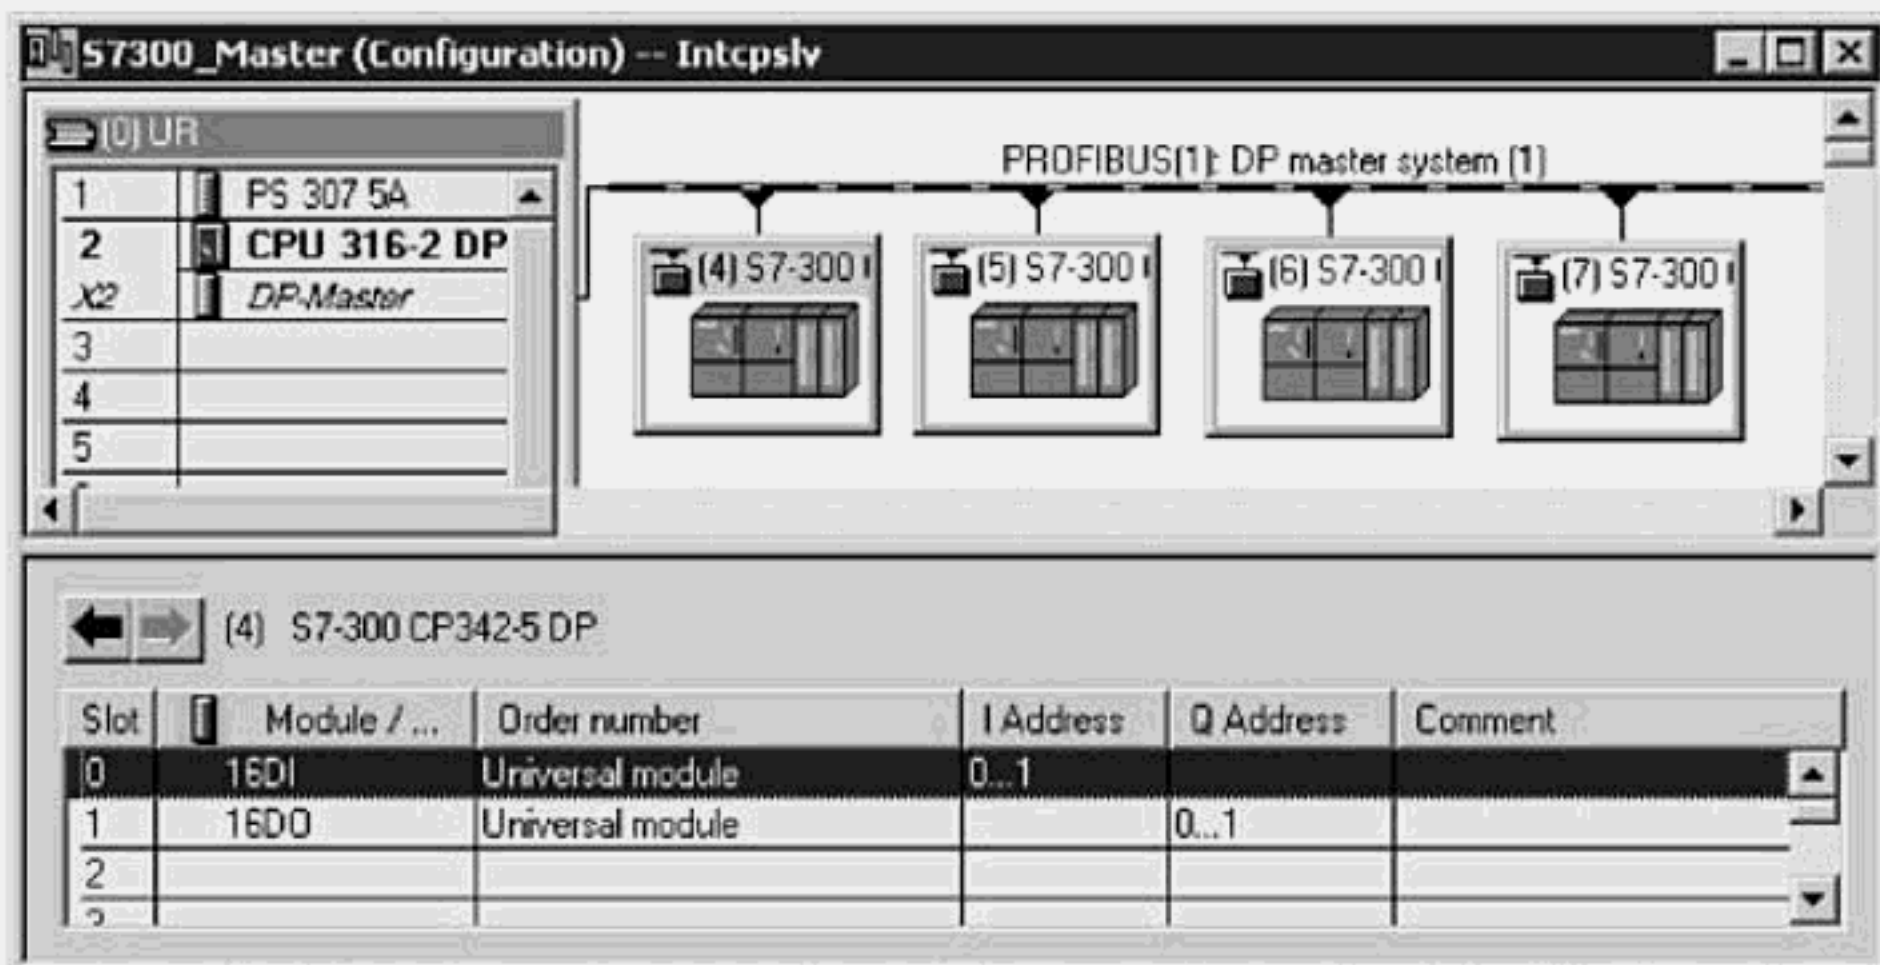 S7300_Master (Configuration) -- Intcpslv
(0) UR
1 PS 307 5A
2 CPU 316-2 DP
X2 DP-Master
3
4
5
PROFIBUS(1): DP master system (1)
(4) S7-300
(5) S7-300
(6) S7-300
(7) S7-300
(4) S7-300 CP342-5 DP
Slot Module / ... Order number I Address Q Address Comment
0 16DI Universal module 0...1
1 16DO Universal module 0...1
2